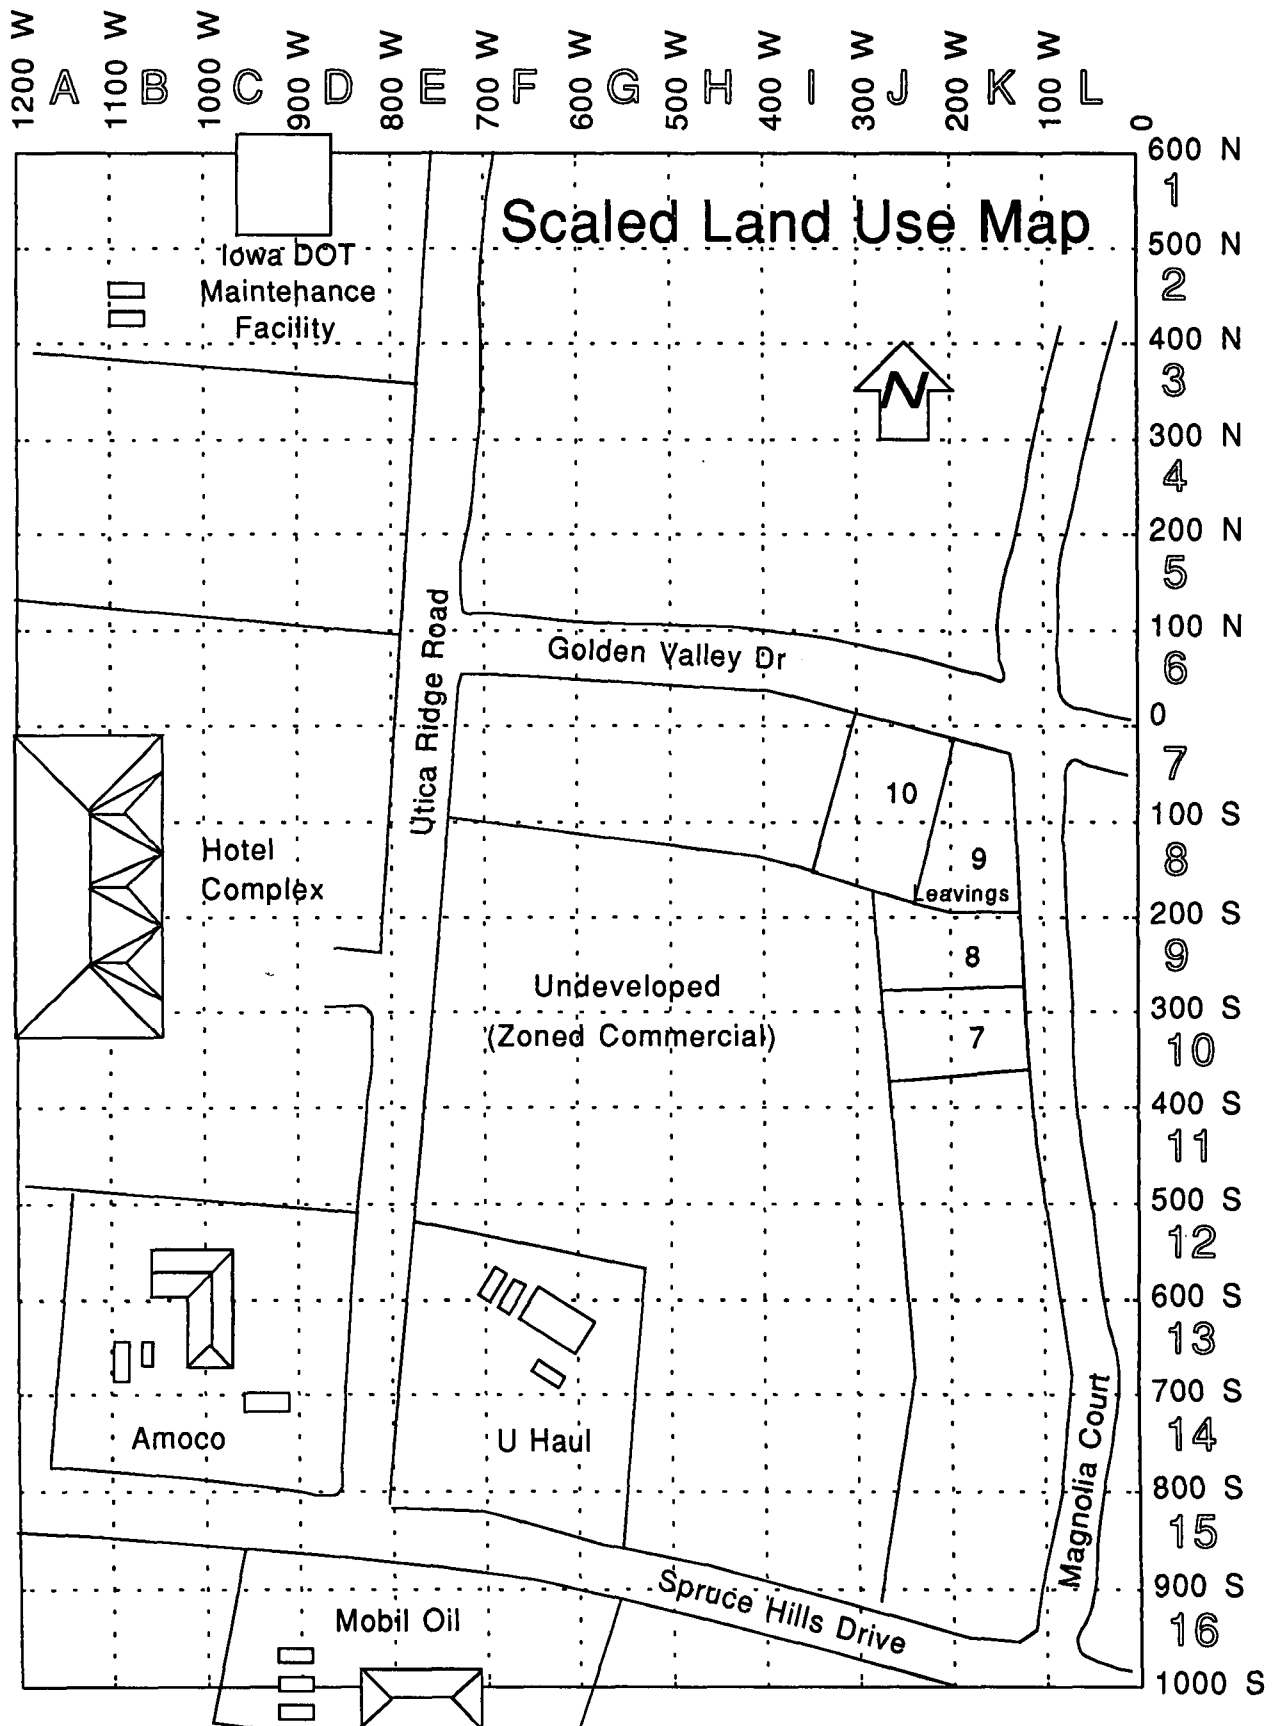 1200 W
A
1100 W
B
1000 W
C
900 W
D
800 W
E
700 W
F
600 W
G
500 W
H
400 W
I
300 W
J
200 W
K
100 W
L
0
600 N
1
Scaled Land Use Map
500 N
Iowa DOT
Maintenance
Facility
2
400 N
3
N
300 N
4
200 N
5
100 N
Golden Valley Dr
6
Utica Ridge Road
0
7
10
100 S
Hotel
Complex
9
Leavings
8
200 S
8
9
Undeveloped
(Zoned Commercial)
300 S
7
10
400 S
11
500 S
12
600 S
13
700 S
Amoco
U Haul
14
Magnolia Court
800 S
15
Spruce Hills Drive
900 S
Mobil Oil
16
1000 S